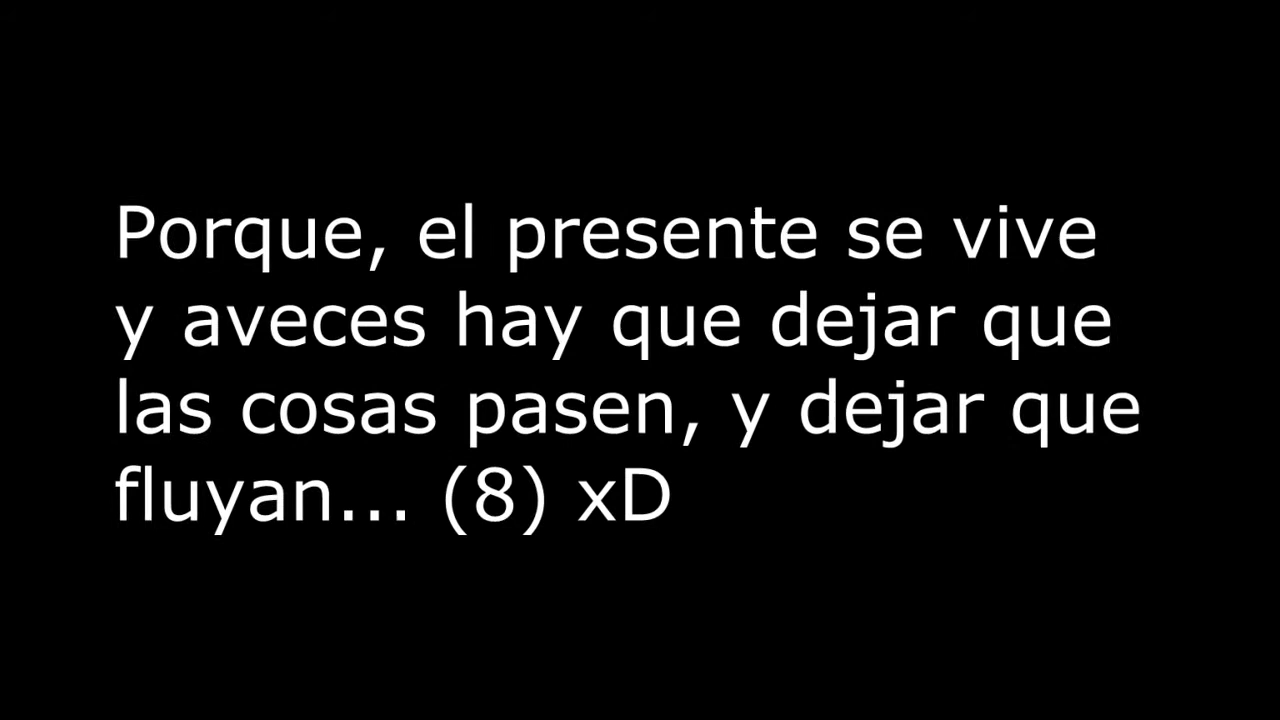 Porque, el presente se vive
y aveces hay que dejar que
las cosas pasen, y dejar que
fluyan... (8) xD